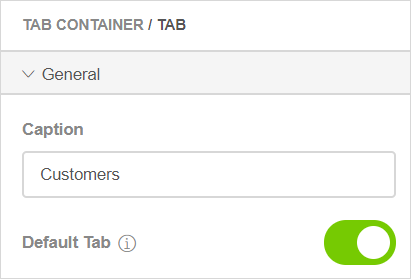 TAB CONTAINER / TAB
General
Caption
Customers
Default Tab